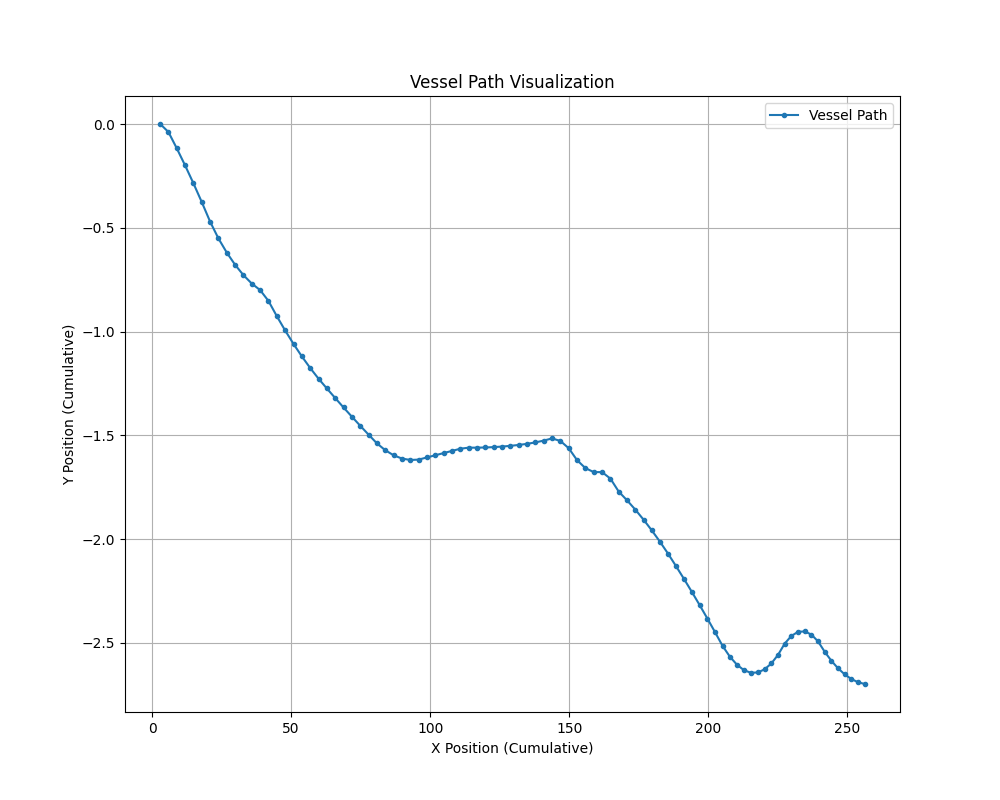 Vessel Path Visualization
Vessel Path
0.0
−0.5
−1.0
−1.5
−2.0
−2.5
Y Position (Cumulative)
0 50 100 150 200 250
X Position (Cumulative)